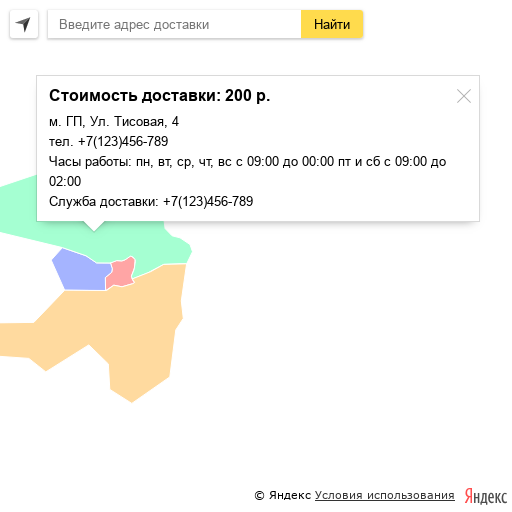 Введите адрес доставки
Найти
Стоимость доставки: 200 р.
м. ГП, Ул. Тисовая, 4
тел. +7(123)456-789
Часы работы: пн, вт, ср, чт, вс с 09:00 до 00:00 пт и сб с 09:00 до
02:00
Служба доставки: +7(123)456-789
© Яндекс Условия использования
Яндекс